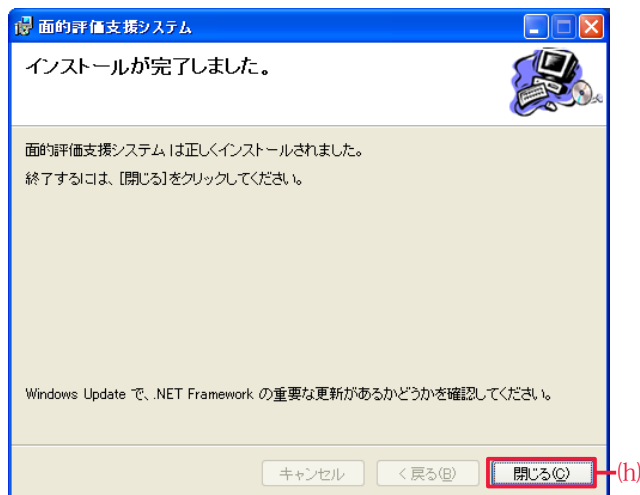 面的評価支援システム
インストールが完了しました。
面的評価支援システム は正しくインストールされました。
終了するには、[閉じる]をクリックしてください。
Windows Update で、.NET Framework の重要な更新があるかどうかを確認してください。
キャンセル < 戻る(B) 閉じる(C) (h)